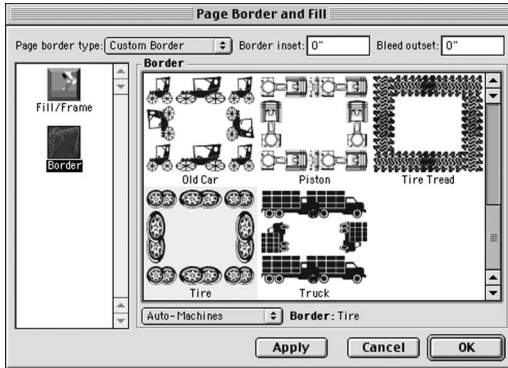 Page Border and Fill
Page border type: Custom Border Border inset: 0" Bleed outset: 0"
Border
Fill/Frame
Border
Old Car Piston Tire Tread
Tire Truck
Auto-Machines Border: Tire
Apply Cancel OK